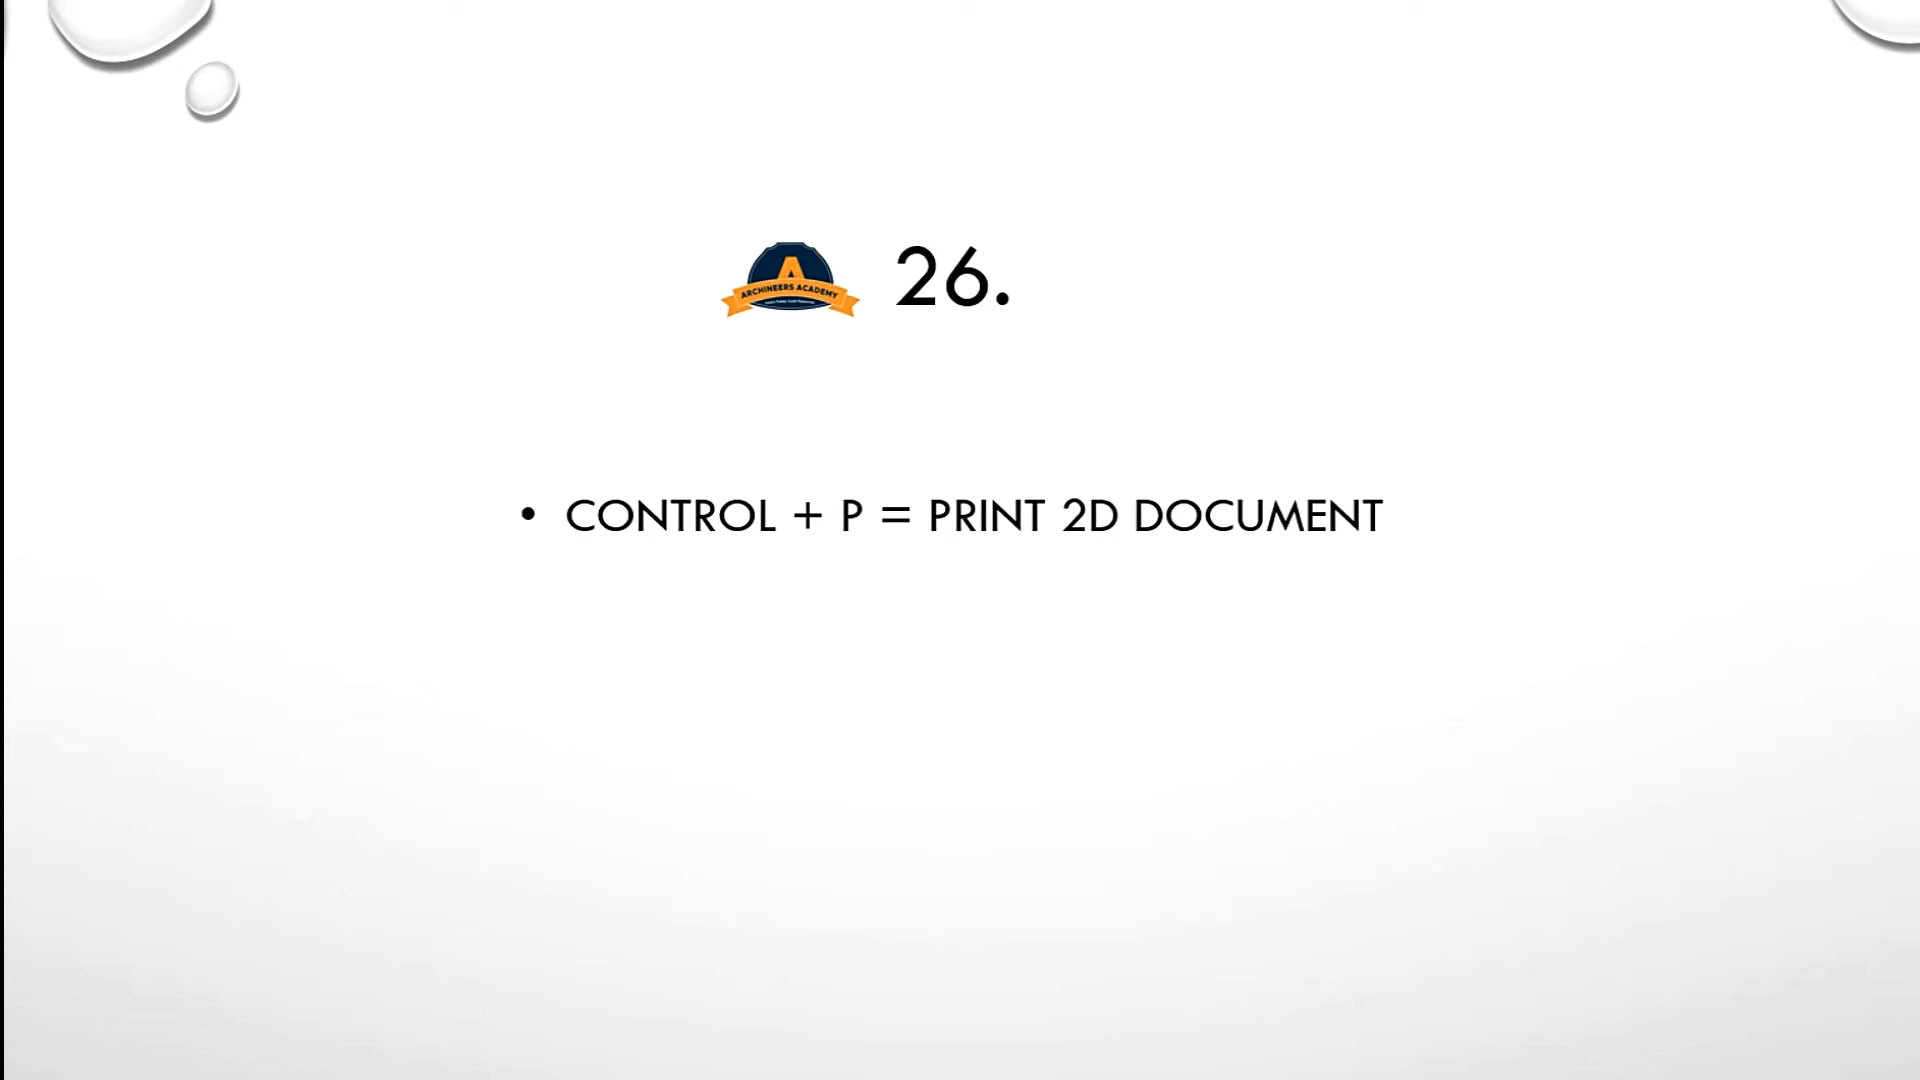 ARCHINEERS ACADEMY
26.
• CONTROL + P = PRINT 2D DOCUMENT